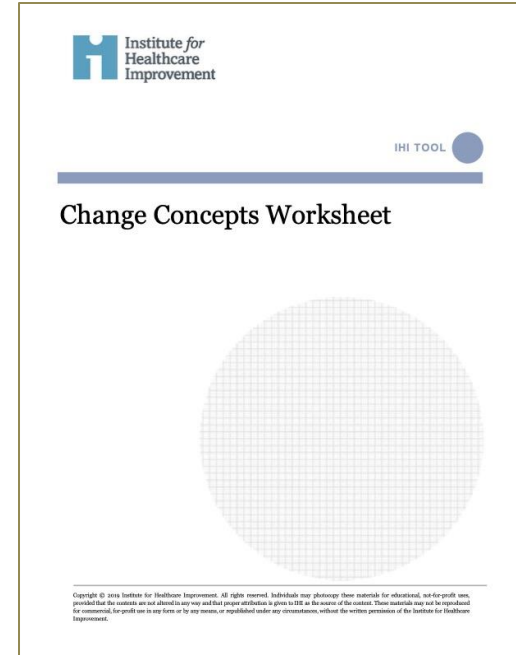 Institute for
Healthcare
Improvement
IHI TOOL
Change Concepts Worksheet
Copyright © 2019 Institute for Healthcare Improvement. All rights reserved. Individuals may photocopy these materials for educational, not-for-profit uses,
provided that the contents are not altered in any way and that proper attribution is given to IHI as the source of the content. These materials may not be reproduced
for commercial, for-profit use in any form or by any means, or republished under any circumstances, without the written permission of the Institute for Healthcare
Improvement.